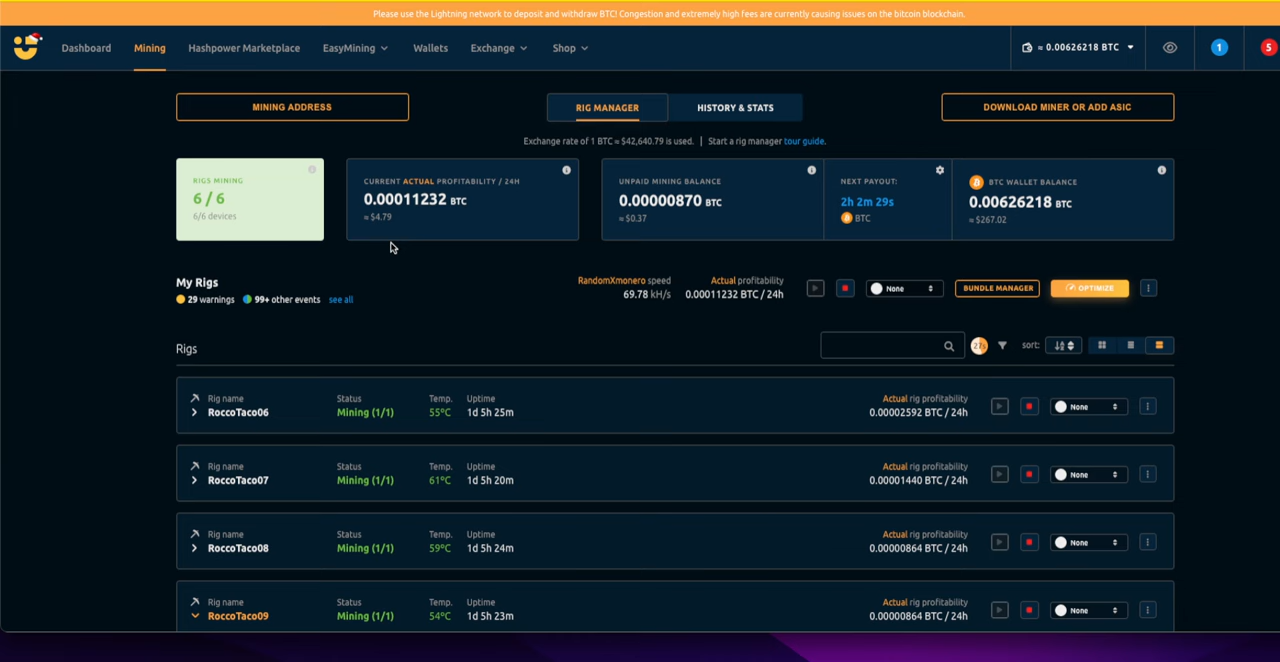 Please use the Lightning network to deposit and withdraw BTC! Congestion and extremely high fees are currently causing issues on the bitcoin blockchain.
Dashboard Mining Hashpower Marketplace EasyMining Wallets Exchange Shop ≈ 0.00626218 BTC 1 5
MINING ADDRESS RIG MANAGER HISTORY & STATS DOWNLOAD MINER OR ADD ASIC
Exchange rate of 1 BTC ≈ $42,640.79 is used. | Start a rig manager tour guide.
RIGS MINING
6 / 6
6/6 devices
CURRENT ACTUAL PROFITABILITY / 24H
0.00011232 BTC
≈ $4.79
UNPAID MINING BALANCE
0.00000870 BTC
≈ $0.37
NEXT PAYOUT:
2h 2m 29s
BTC
BTC WALLET BALANCE
0.00626218 BTC
≈ $267.02
My Rigs
29 warnings 99+ other events see all
RandomXmonero speed
69.78 kH/s
Actual profitability
0.00011232 BTC / 24h
None BUNDLE MANAGER OPTIMIZE
Rigs 27s sort:
Rig name Status Temp. Uptime Actual rig profitability
RoccoTaco06 Mining (1/1) 55°C 1d 5h 25m 0.00002592 BTC / 24h None
Rig name Status Temp. Uptime Actual rig profitability
RoccoTaco07 Mining (1/1) 61°C 1d 5h 20m 0.00001440 BTC / 24h None
Rig name Status Temp. Uptime Actual rig profitability
RoccoTaco08 Mining (1/1) 59°C 1d 5h 24m 0.00000864 BTC / 24h None
Rig name Status Temp. Uptime Actual rig profitability
RoccoTaco09 Mining (1/1) 54°C 1d 5h 23m 0.00000864 BTC / 24h None